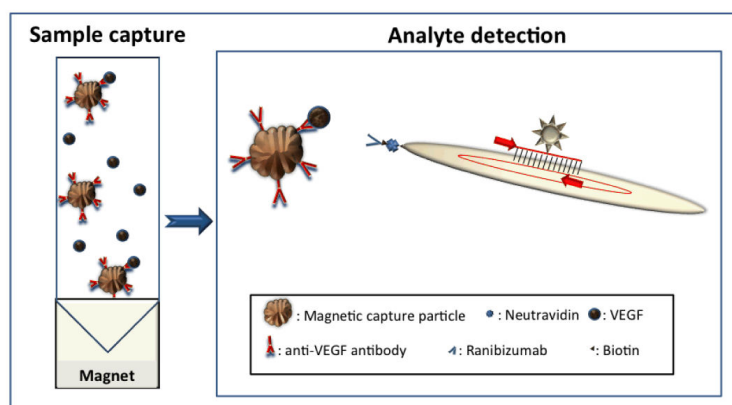 Sample capture
Analyte detection
Magnet
: Magnetic capture particle : Neutravidin : VEGF
: anti-VEGF antibody : Ranibizumab : Biotin